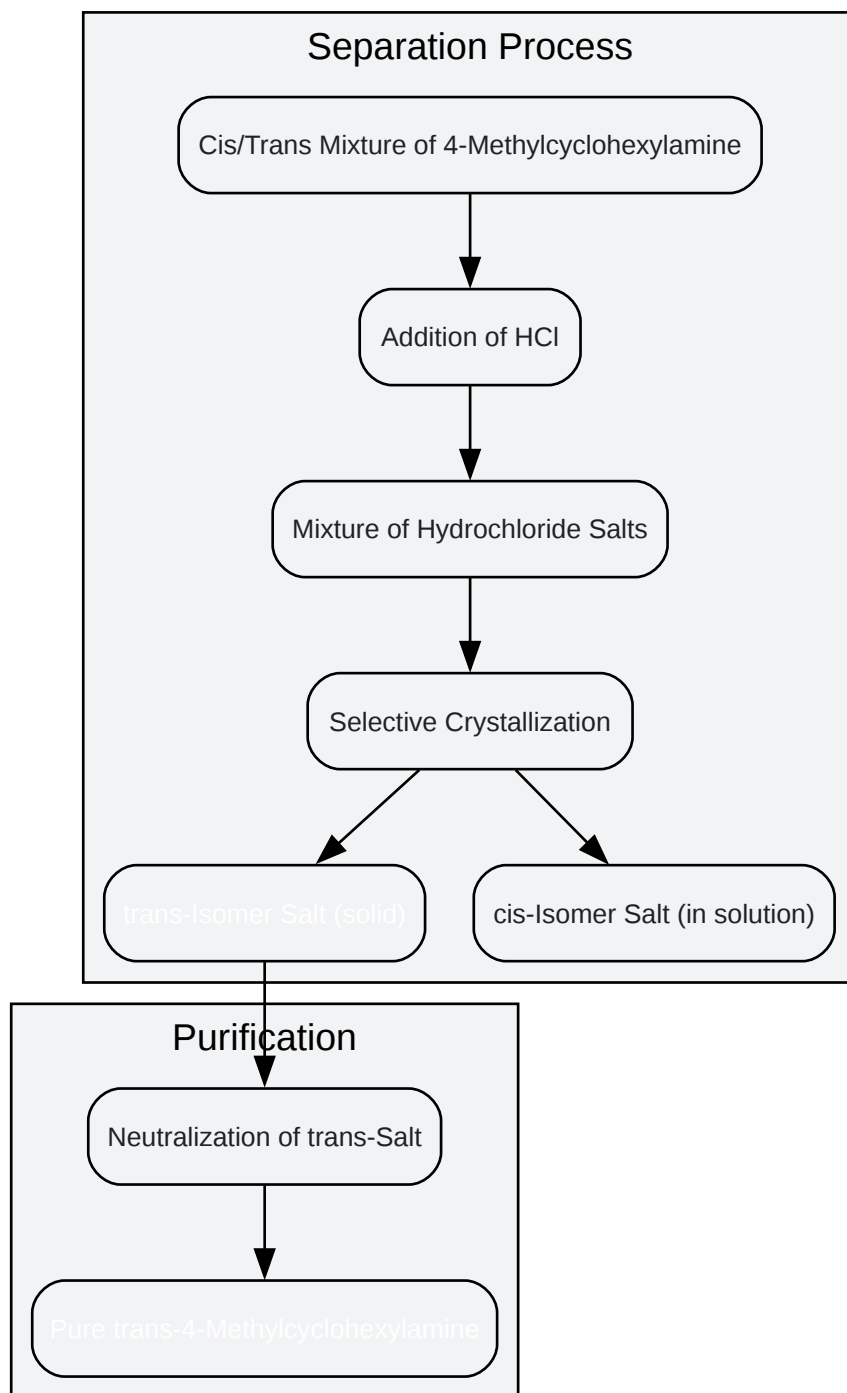 Separation Process
Cis/Trans Mixture of 4-Methylcyclohexylamine
Addition of HCl
Mixture of Hydrochloride Salts
Selective Crystallization
trans-Isomer Salt (solid)
cis-Isomer Salt (in solution)
Purification
Neutralization of trans-Salt
Pure trans-4-Methylcyclohexylamine